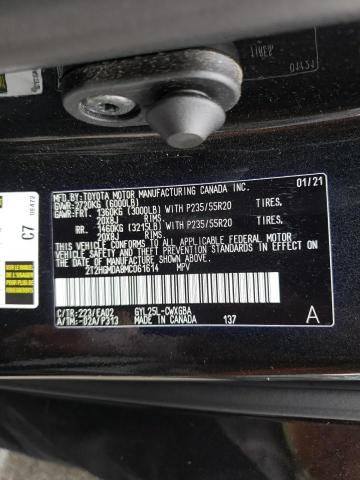 MFD.BY:TOYOTA MOTOR MANUFACTURING CANADA INC.
GVWR-2720KG (6000LB) 01/21
GAWR:FRT. 1360KG (3000LB) WITH P235/55R20 TIRES,
20X8J RIMS,
RR. 1460KG (3215LB) WITH P235/55R20 TIRES,
20X8J RIMS.
THIS VEHICLE CONFORMS TO ALL APPLICABLE FEDERAL MOTOR
VEHICLE SAFETY AND THEFT PREVENTION STANDARDS IN
EFFECT ON THE DATE OF MANUFACTURE SHOWN ABOVE.
2T2HGMDA0MC061614 MPV
C/TR:223/EA02 GYL25L-CWXGBA
A/TM:-02A/P313 MADE IN CANADA 137 A
C7